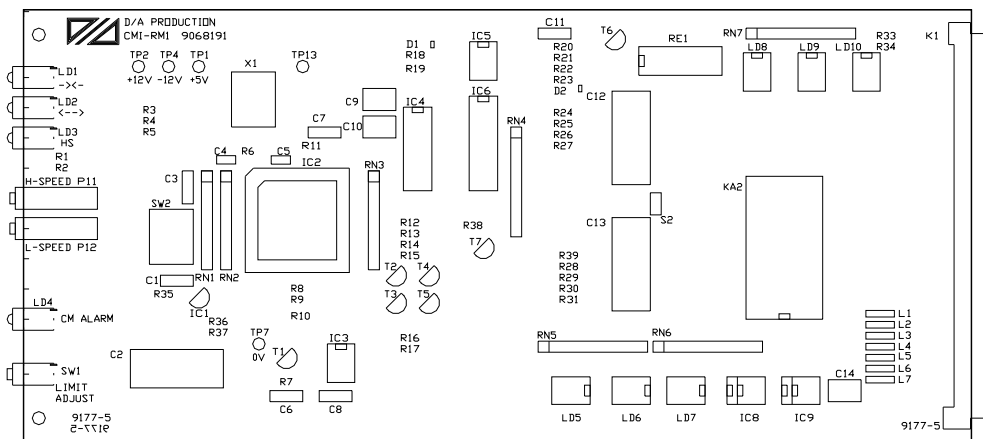 D/A PRODUCTION
CMI-RM1 9068191
TP2 TP4 TP1
+12V -12V +5V
TP13
X1
D1
R18
R19
IC5
C11
R20
R21
R22
R23
D2
R24
R25
R26
R27
T6
RE1
RN7
LD8 LD9 LD10
R33
R34
K1
LD1
->(-
LD2
<-->
LD3
HS
R1
R2
R3
R4
R5
C9
C10
C7
R11
IC4
IC6
RN4
C12
C4
R6
C5
IC2
RN3
H-SPEED P11
C3
SW2
L-SPEED P12
C1
R35
RN1 RN2
IC1
R36
R37
R8
R9
R10
R12
R13
R14
R15
T2 T4
T3 T5
R16
R17
R38
T7
C13
S2
KA2
R39
R28
R29
R30
R31
LD4
CM ALARM
C2
TP7
0V
T1
IC3
R7
C6
C8
SW1
LIMIT
ADJUST
9177-5
9177-5
RN5
RN6
LD5 LD6 LD7 IC8 IC9
C14
L1
L2
L3
L4
L5
L6
L7
9177-5